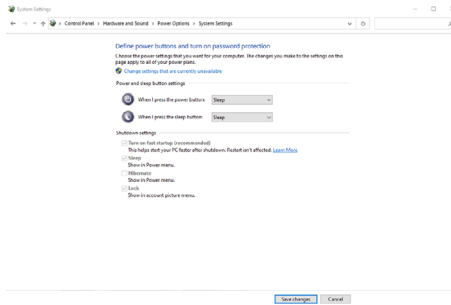 System Settings
Control Panel > Hardware and Sound > Power Options > System Settings
Define power buttons and turn on password protection
Choose the power settings that you want for your computer. The changes you make to the settings on this
page apply to all of your power plans.
Change settings that are currently unavailable
Power and sleep button settings
When I press the power button: Sleep
When I press the sleep button: Sleep
Shutdown settings
Turn on fast startup (recommended)
This helps start your PC faster after shutdown. Restart isn't affected. Learn More
Sleep
Show in Power menu.
Hibernate
Show in Power menu.
Lock
Show in account picture menu.
Save changes Cancel